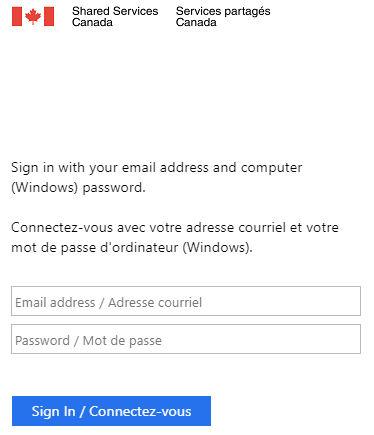 Shared Services Services partagés
Canada Canada
Sign in with your email address and computer
(Windows) password.
Connectez-vous avec votre adresse courriel et votre
mot de passe d'ordinateur (Windows).
Email address / Adresse courriel
Password / Mot de passe
Sign In / Connectez-vous